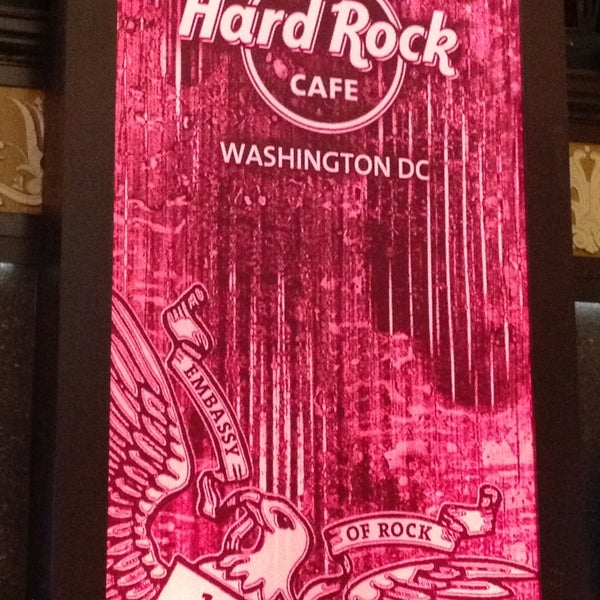 Hard Rock
CAFE
WASHINGTON DC
EMBASSY
OF ROCK